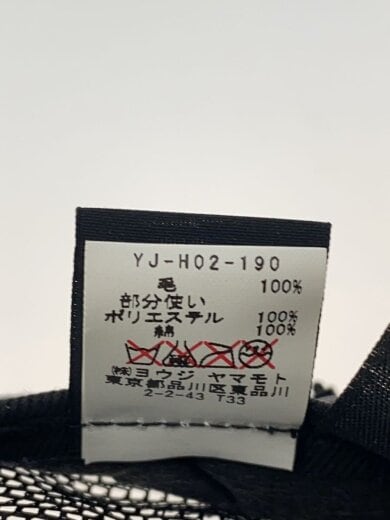 YJ-H02-190
毛 100%
部分使い
ポリエステル 100%
綿 100%
㈱ヨウジ ヤマモト
東京都品川区東品川
2-2-43 T33